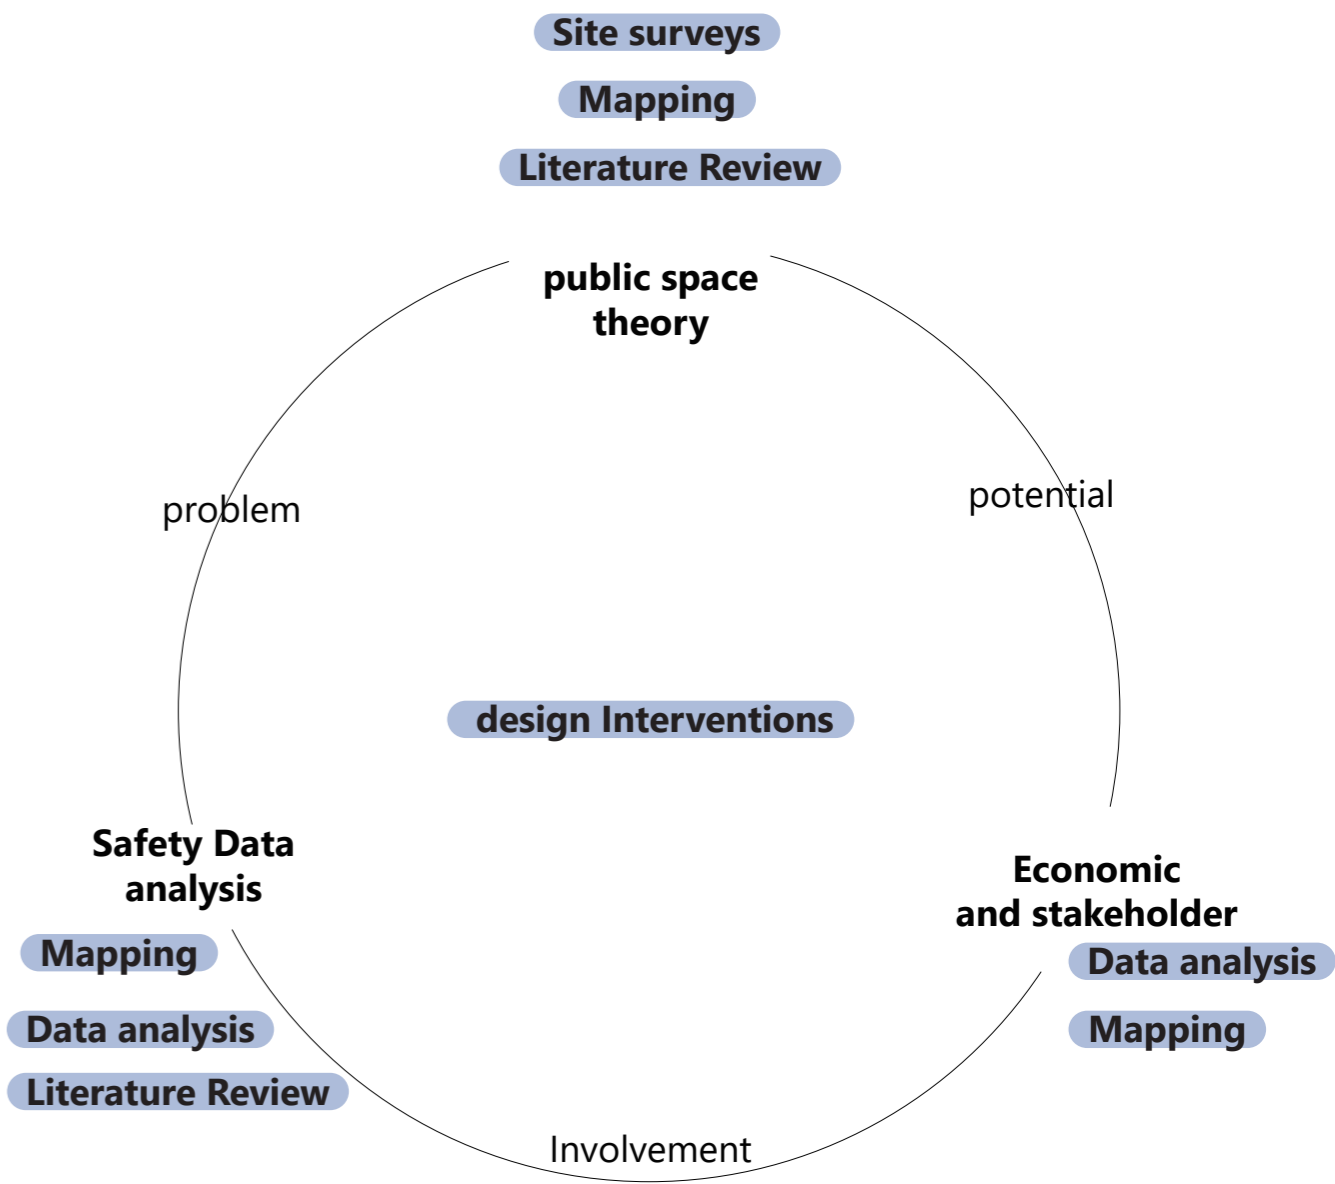 Site surveys
Mapping
Literature Review
public space
theory
problem
potential
design Interventions
Safety Data
analysis
Mapping
Data analysis
Literature Review
Economic
and stakeholder
Data analysis
Mapping
Involvement